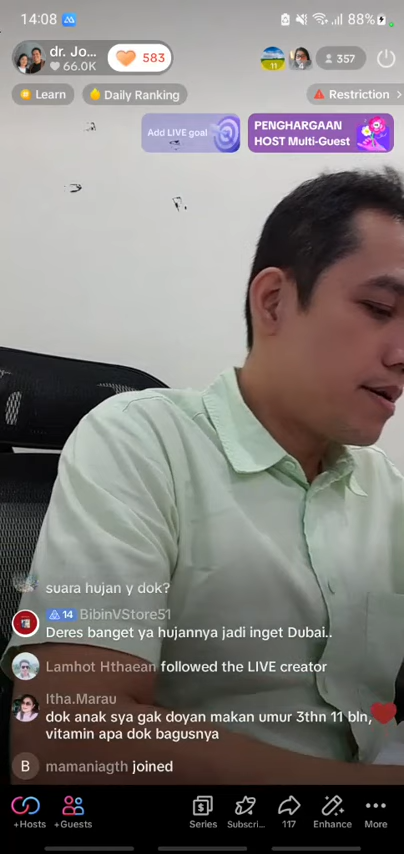 14:08
88%
dr. Jo...
66.0K
583
11
357
Learn
Daily Ranking
Restriction
Add LIVE goal
PENGHARGAAN
HOST Multi-Guest
suara hujan y dok?
14 BibinVStore51
Deres banget ya hujannya jadi inget Dubai..
Lamhot Hthaean followed the LIVE creator
Itha.Marau
dok anak sya gak doyan makan umur 3thn 11 bln,
vitamin apa dok bagusnya
B mamaniagth joined
+Hosts
+Guests
Series
Subscri...
117
Enhance
More